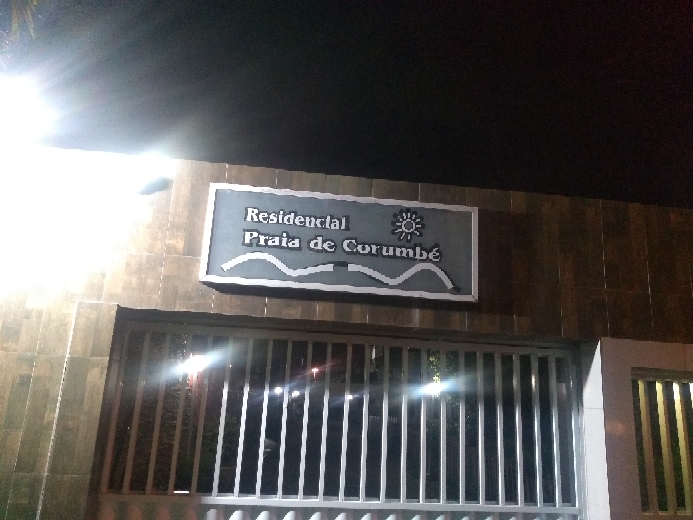 Residencial
Praia de Corumbé